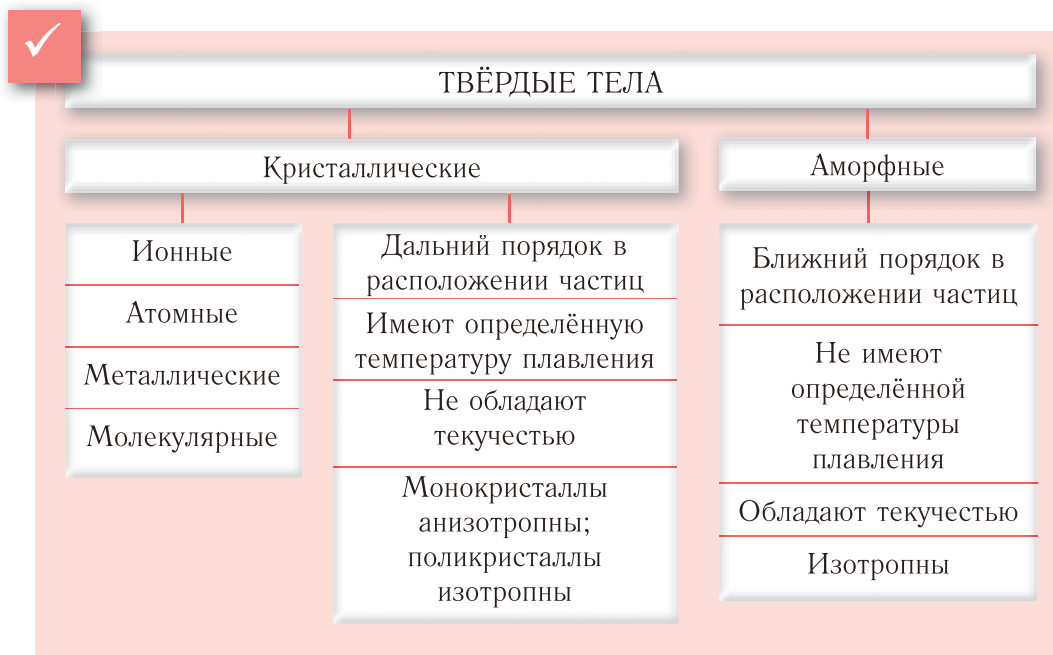 ТВЁРДЫЕ ТЕЛА
Кристаллические
Аморфные
Ионные
Атомные
Металлические
Молекулярные
Дальний порядок в
расположении частиц
Имеют определённую
температуру плавления
Не обладают
текучестью
Монокристаллы
анизотропны;
поликристаллы
изотропны
Ближний порядок в
расположении частиц
Не имеют
определённой
температуры
плавления
Обладают текучестью
Изотропны